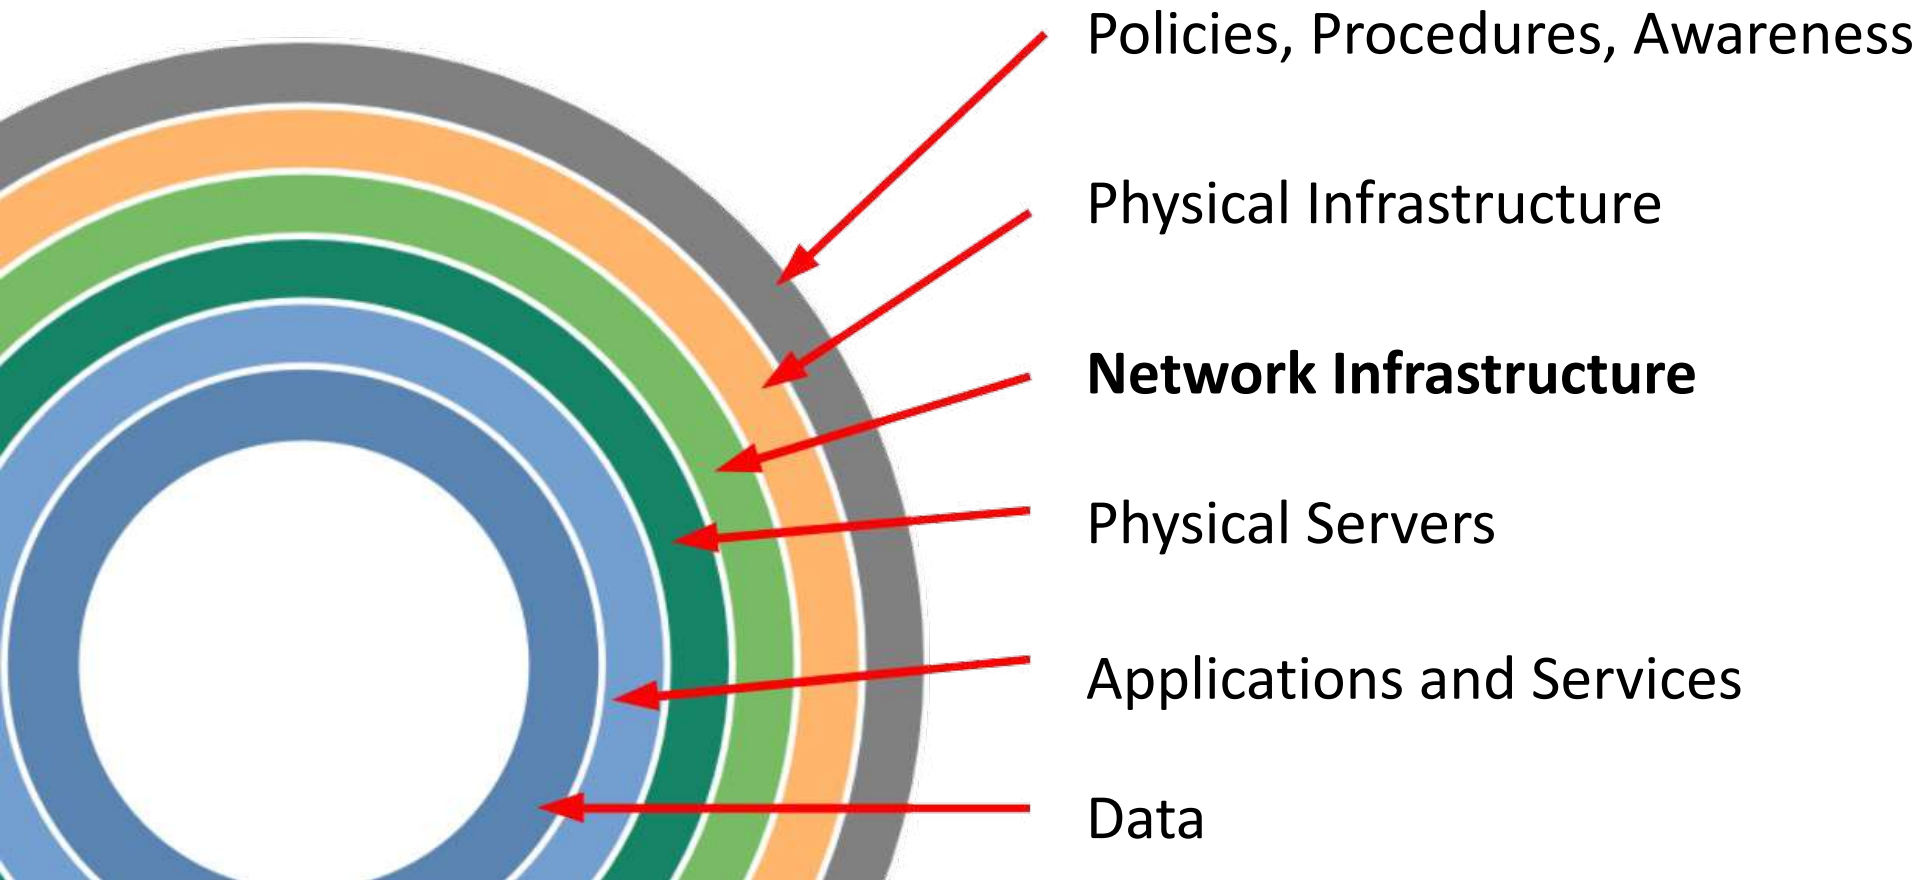 Policies, Procedures, Awareness
Physical Infrastructure
Network Infrastructure
Physical Servers
Applications and Services
Data